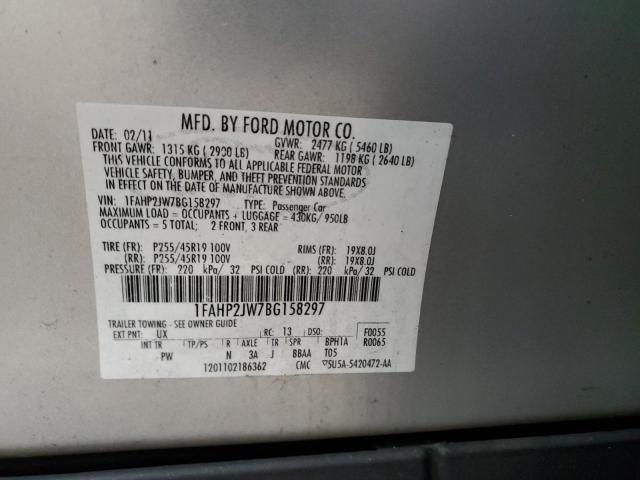 MFD. BY FORD MOTOR CO.
DATE: 02/11 GVWR: 2477 KG ( 5460 LB)
FRONT GAWR: 1315 KG ( 2900 LB) REAR GAWR: 1198 KG ( 2640 LB)
THIS VEHICLE CONFORMS TO ALL APPLICABLE FEDERAL MOTOR
VEHICLE SAFETY, BUMPER, AND THEFT PREVENTION STANDARDS
IN EFFECT ON THE DATE OF MANUFACTURE SHOWN ABOVE.
VIN: 1FAHP2JW7BG158297 TYPE: Passenger Car
MAXIMUM LOAD = OCCUPANTS + LUGGAGE = 430KG/ 950LB
OCCUPANTS = 5 TOTAL: 2 FRONT, 3 REAR
TIRE (FR): P255/45R19 100V RIMS (FR): 19X8.0J
(RR): P255/45R19 100V (RR): 19X8.0J
PRESSURE (FR): 220 kPa/ 32 PSI COLD (RR): 220 kPa/ 32 PSI COLD
1FAHP2JW7BG158297
TRAILER TOWING - SEE OWNER GUIDE
EXT PNT: UX RC: 13 DSO: F0055
INT TR TP/PS R AXLE TR SPR BPH1A R0065
PW N 3A J BBAA T05
1201102186362 CMC ▽5U5A-5420472-AA